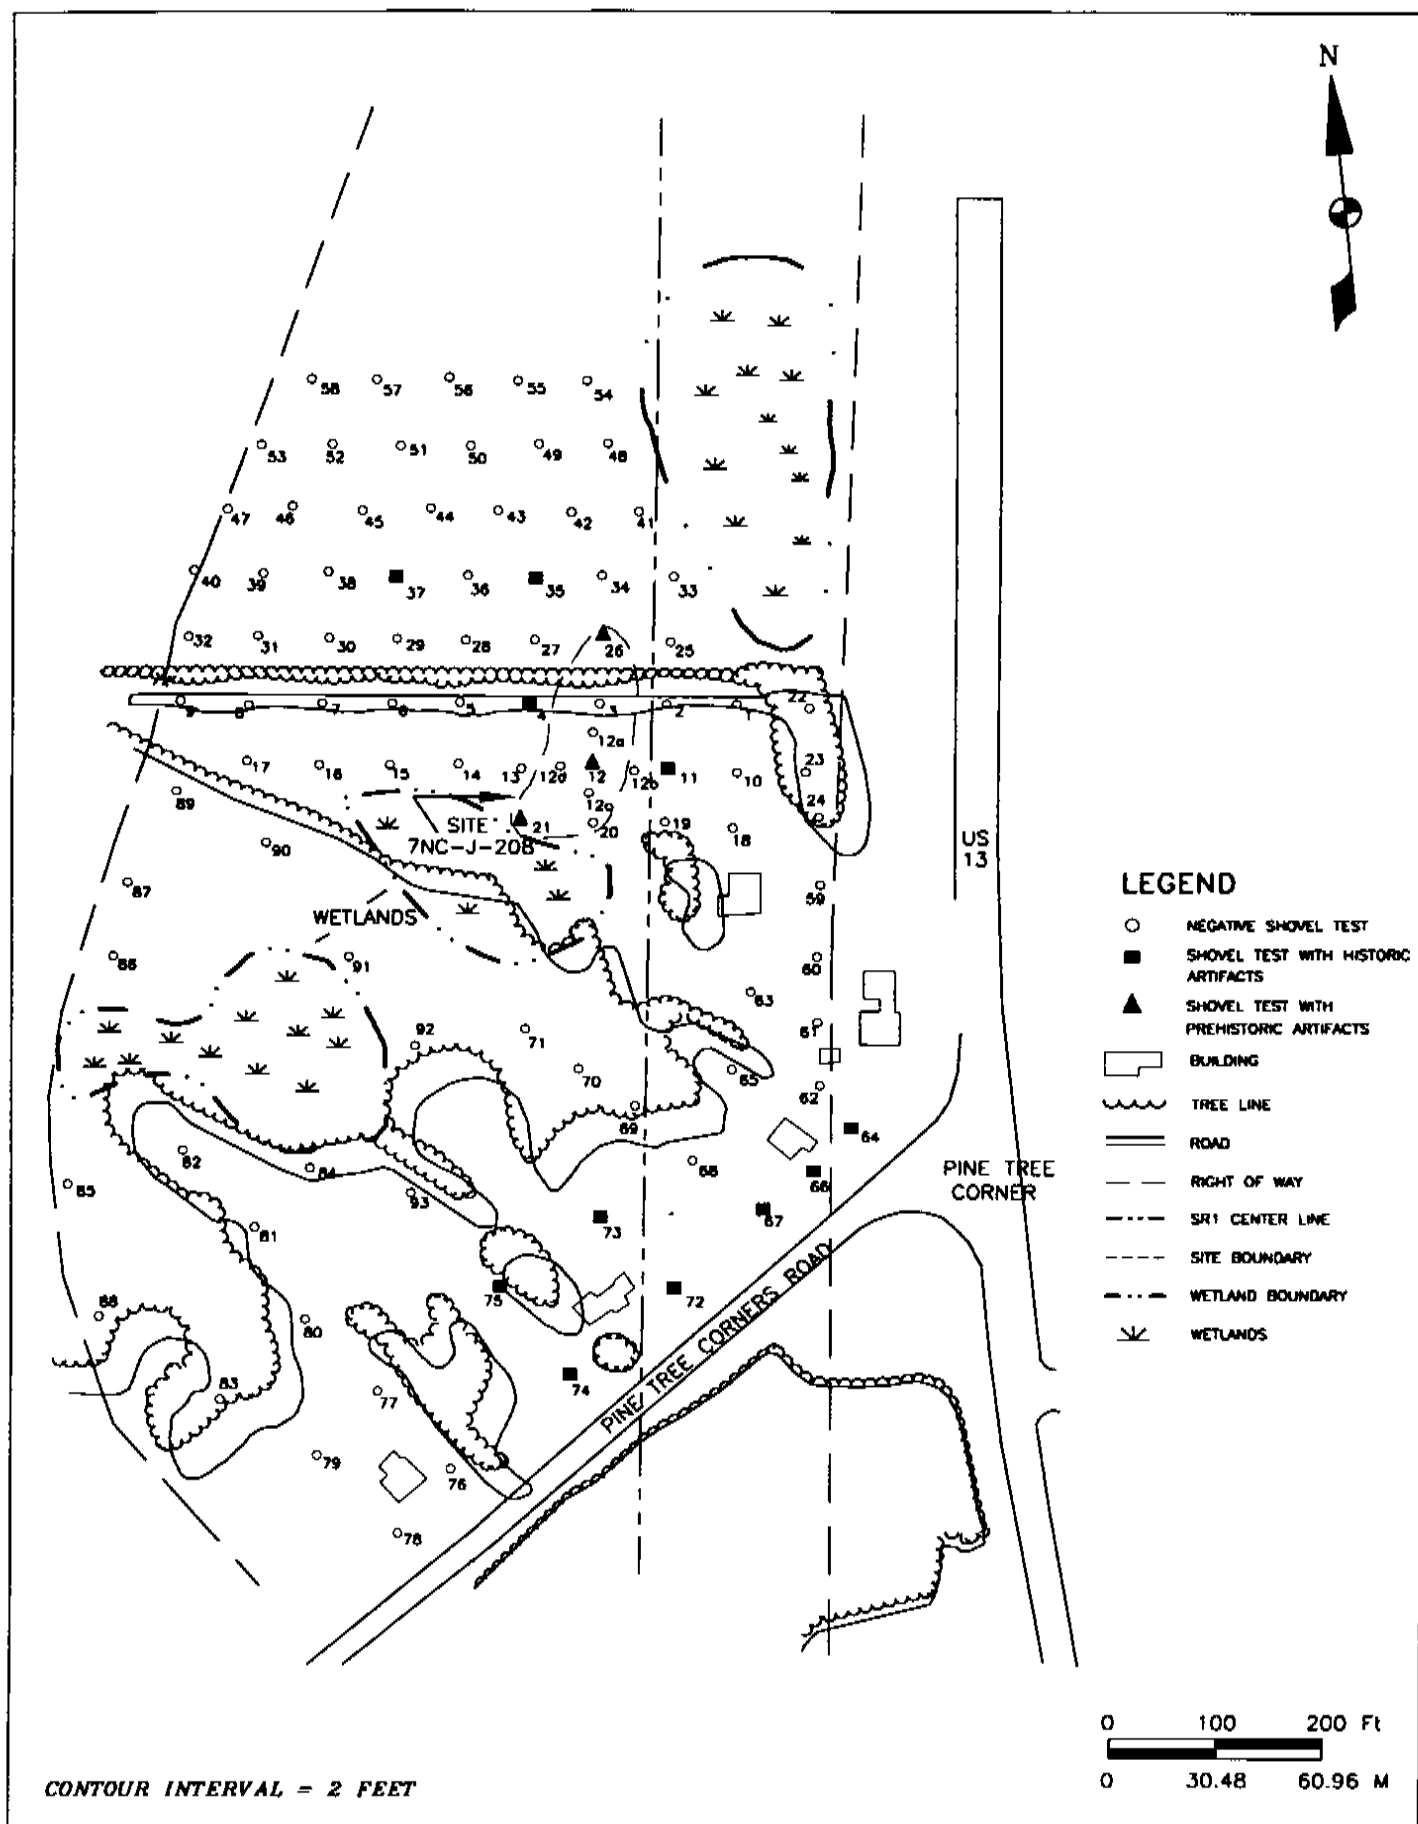 N
58 57 56 55 54
53 52 51 50 49 48
47 46 45 44 43 42 41
40 39 38 37 36 35 34 33
32 31 30 29 28 27 26 25
9 8 7 6 5 4 3 2 1 22
12a
17 16 15 14 13 12d 12 12b 11 10 23
89 12c 24
SITE 21 20 19 18
7NC-J-208
US
13
90
87 59
WETLANDS
86 91 60
63
92 71 61
70 65 62
69 64
82 84 68 66
85 93
PINE TREE
CORNER
81 73 67
75 72
88 80
PINE TREE CORNERS ROAD
83 77 74
79 76
78
LEGEND
NEGATIVE SHOVEL TEST
SHOVEL TEST WITH HISTORIC
ARTIFACTS
SHOVEL TEST WITH
PREHISTORIC ARTIFACTS
BUILDING
TREE LINE
ROAD
RIGHT OF WAY
SR1 CENTER LINE
SITE BOUNDARY
WETLAND BOUNDARY
WETLANDS
0 100 200 Ft
0 30.48 60.96 M
CONTOUR INTERVAL = 2 FEET